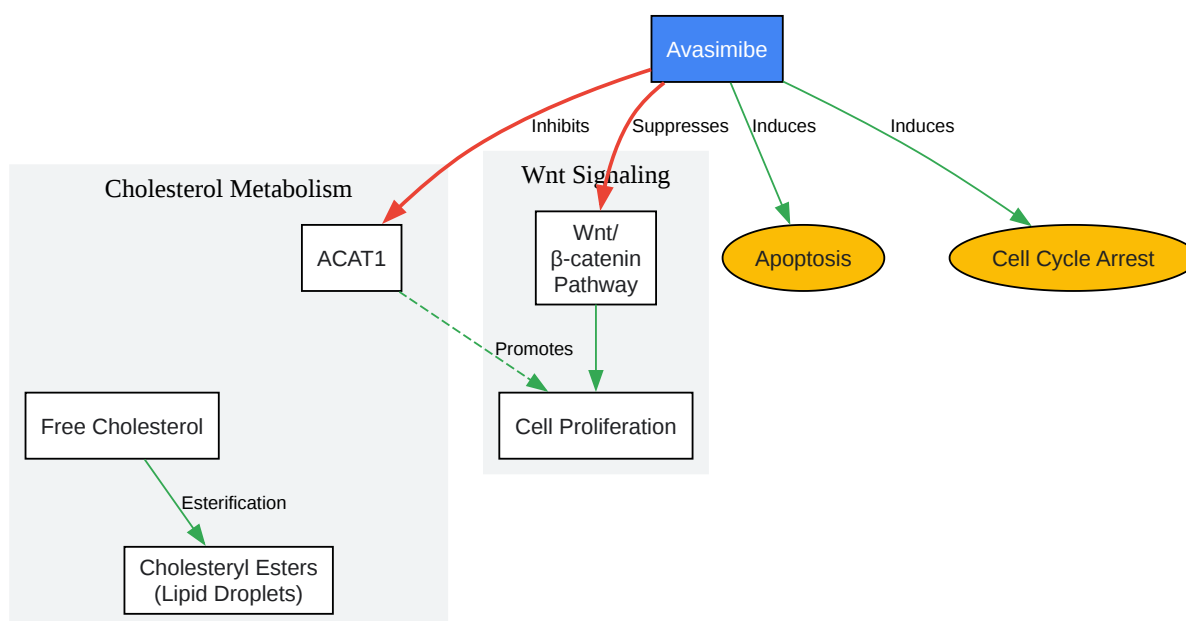 Avasimibe
Inhibits
Suppresses
Induces
Induces
Cholesterol Metabolism
Wnt Signaling
ACAT1
Wnt/
β-catenin
Pathway
Apoptosis
Cell Cycle Arrest
Promotes
Free Cholesterol
Cell Proliferation
Esterification
Cholesteryl Esters
(Lipid Droplets)